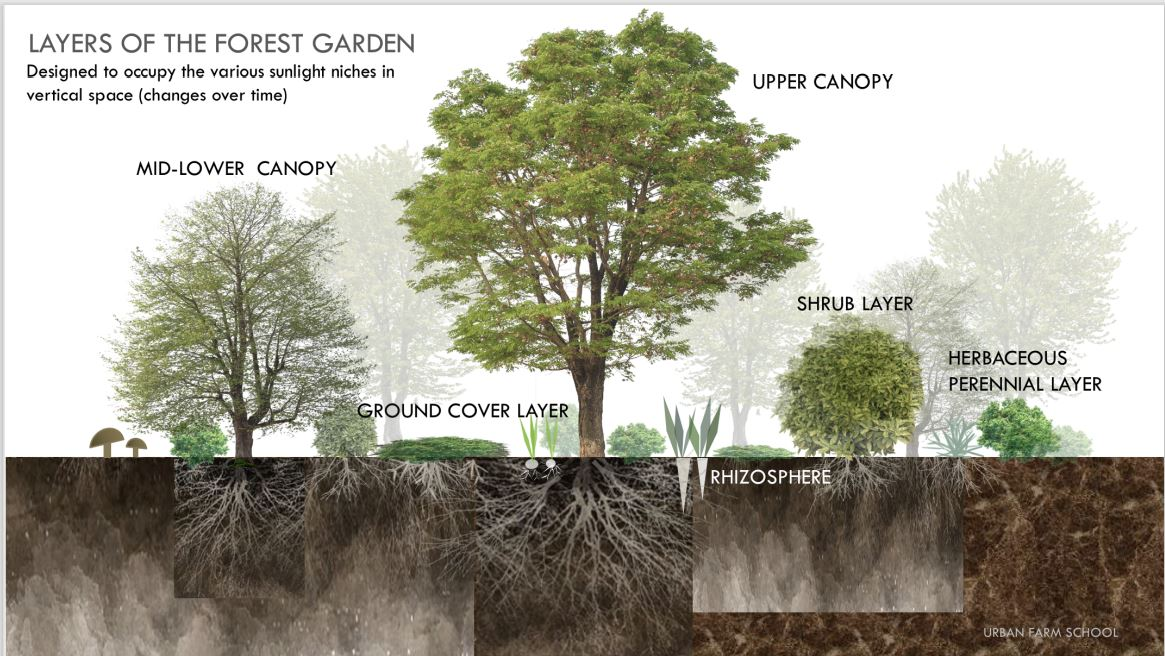 LAYERS OF THE FOREST GARDEN
Designed to occupy the various sunlight niches in
vertical space (changes over time)
UPPER CANOPY
MID-LOWER CANOPY
SHRUB LAYER
HERBACEOUS
PERENNIAL LAYER
GROUND COVER LAYER
RHIZOSPHERE
URBAN FARM SCHOOL